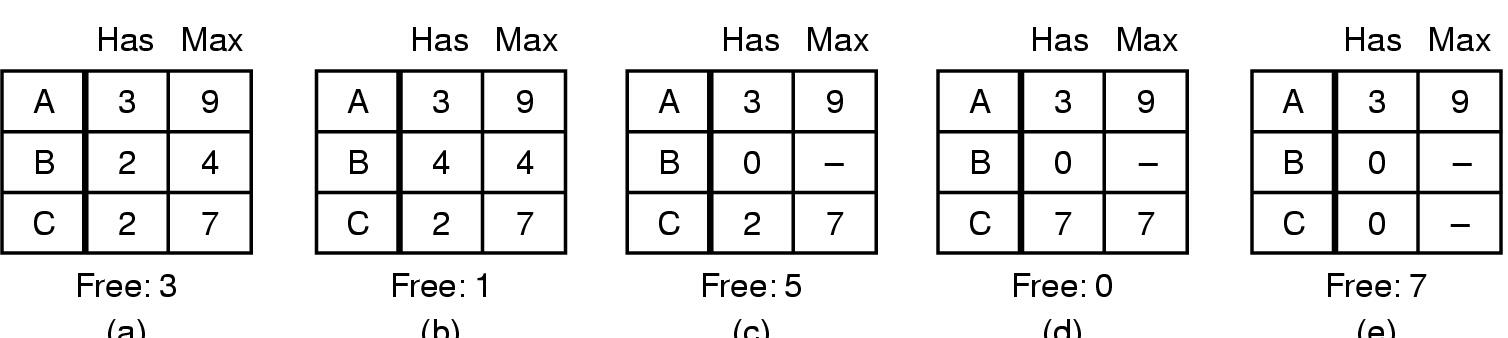 Has Max Has Max Has Max Has Max Has Max
A 3 9 A 3 9 A 3 9 A 3 9 A 3 9
B 2 4 B 4 4 B 0 – B 0 – B 0 –
C 2 7 C 2 7 C 2 7 C 7 7 C 0 –
Free: 3 Free: 1 Free: 5 Free: 0 Free: 7
(a) (b) (c) (d) (e)